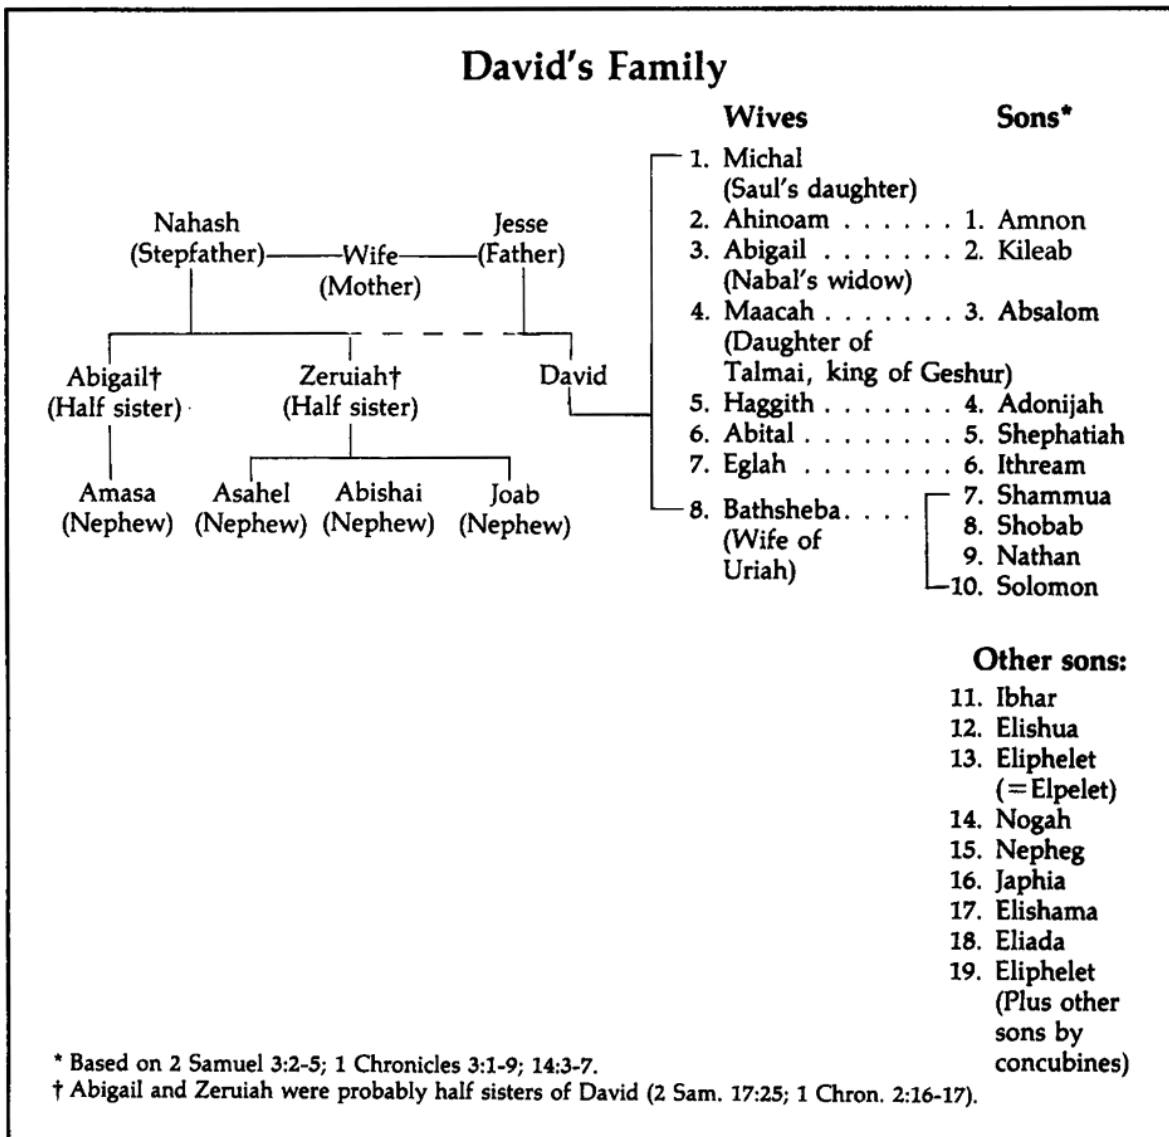 David's Family
Wives Sons*
1. Michal
(Saul's daughter)
Nahash Jesse
(Stepfather) Wife (Father)
(Mother)
2. Ahinoam . . . . . . 1. Amnon
3. Abigail . . . . . . . 2. Kileab
(Nabal's widow)
4. Maacah . . . . . . . 3. Absalom
(Daughter of
Talmai, king of Geshur)
Abigail† Zeruiah† David
(Half sister) (Half sister)
5. Haggith . . . . . . . 4. Adonijah
6. Abital . . . . . . . . 5. Shephatiah
7. Eglah . . . . . . . . 6. Ithream
Amasa Asahel Abishai Joab
(Nephew) (Nephew) (Nephew) (Nephew)
8. Bathsheba. . . .
(Wife of
Uriah)
7. Shammua
8. Shobab
9. Nathan
10. Solomon
Other sons:
11. Ibhar
12. Elishua
13. Eliphelet
(=Elpelet)
14. Nogah
15. Nepheg
16. Japhia
17. Elishama
18. Eliada
19. Eliphelet
(Plus other
sons by
concubines)
* Based on 2 Samuel 3:2-5; 1 Chronicles 3:1-9; 14:3-7.
† Abigail and Zeruiah were probably half sisters of David (2 Sam. 17:25; 1 Chron. 2:16-17).